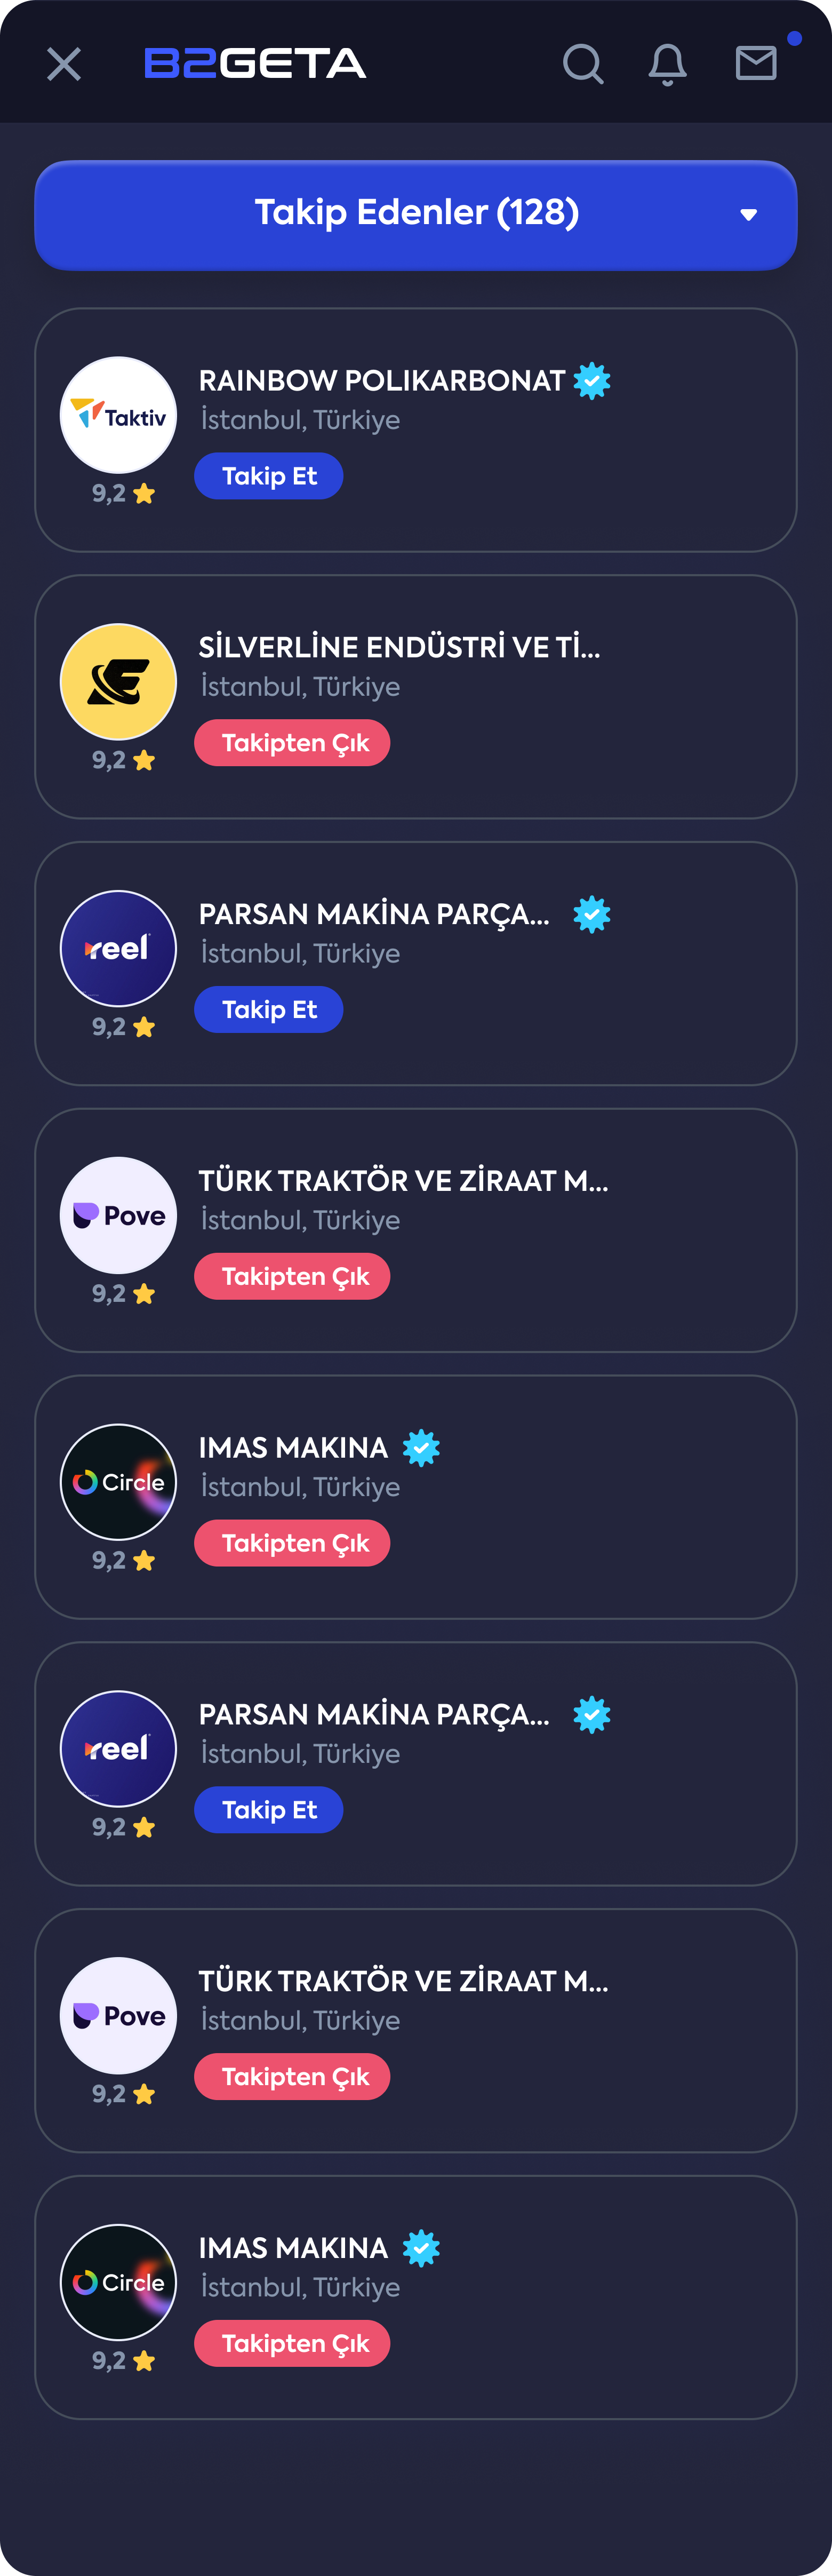 B2GETA
Takip Edenler (128)
RAINBOW POLIKARBONAT
Taktiv
İstanbul, Türkiye
Takip Et
9,2
SİLVERLİNE ENDÜSTRİ VE Tİ...
İstanbul, Türkiye
Takipten Çık
9,2
PARSAN MAKİNA PARÇA...
reel
İstanbul, Türkiye
Takip Et
9,2
TÜRK TRAKTÖR VE ZİRAAT M...
Pove
İstanbul, Türkiye
Takipten Çık
9,2
IMAS MAKINA
Circle
İstanbul, Türkiye
Takipten Çık
9,2
PARSAN MAKİNA PARÇA...
reel
İstanbul, Türkiye
Takip Et
9,2
TÜRK TRAKTÖR VE ZİRAAT M...
Pove
İstanbul, Türkiye
Takipten Çık
9,2
IMAS MAKINA
Circle
İstanbul, Türkiye
Takipten Çık
9,2